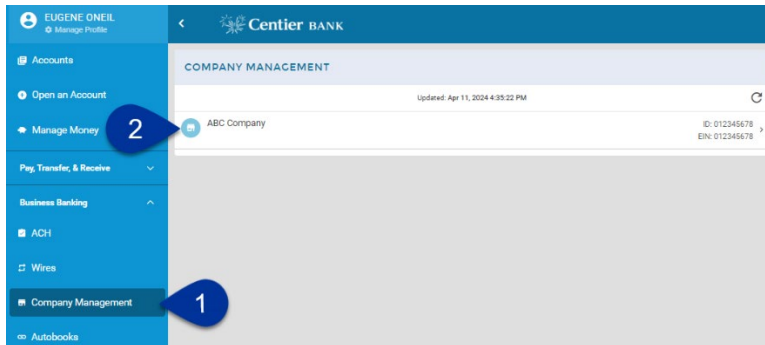 EUGENE ONEIL
Manage Profile
Centier BANK
Accounts
COMPANY MANAGEMENT
Open an Account
Updated: Apr 11, 2024 4:35:22 PM
Manage Money
2
ABC Company
ID: 012345678
EIN: 012345678
Pay, Transfer, & Receive
Business Banking
ACH
Wires
Company Management
1
Autobooks